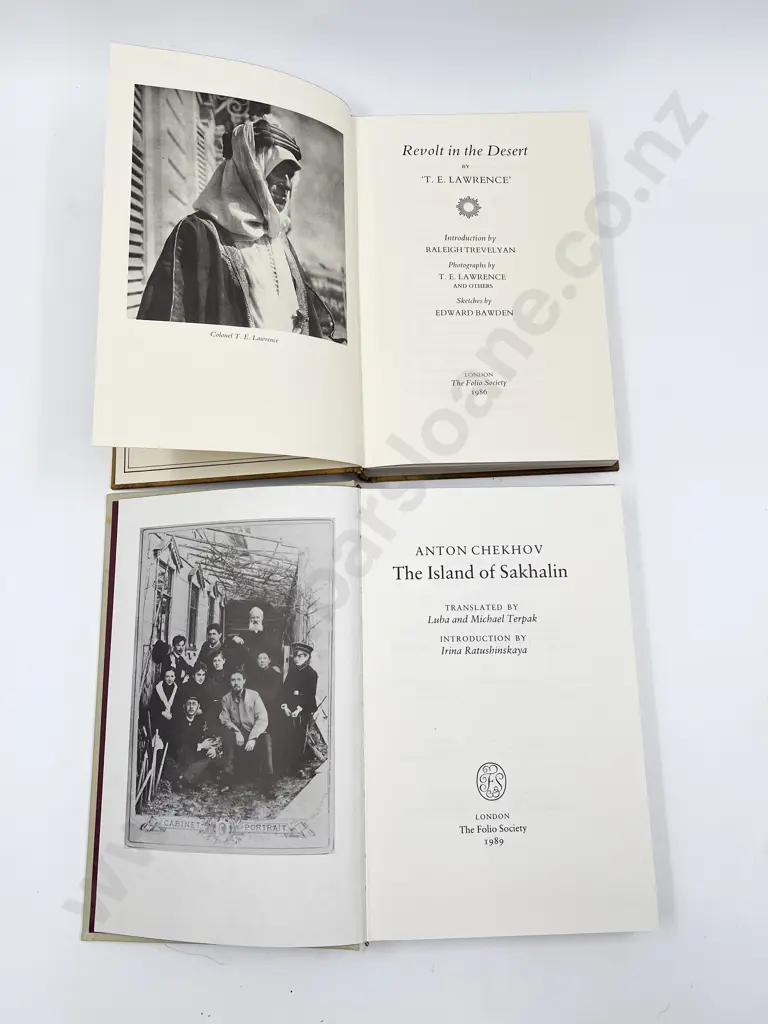 Revolt in the Desert
BY
‘T. E. LAWRENCE’
Introduction by
RALEIGH TREVELYAN
Photographs by
T. E. LAWRENCE
AND OTHERS
Sketches by
EDWARD BAWDEN
LONDON
The Folio Society
1986
Colonel T. E. Lawrence
ANTON CHEKHOV
The Island of Sakhalin
TRANSLATED BY
Luba and Michael Terpak
INTRODUCTION BY
Irina Ratushinskaya
FS
LONDON
The Folio Society
1989
CABINET PORTRAIT